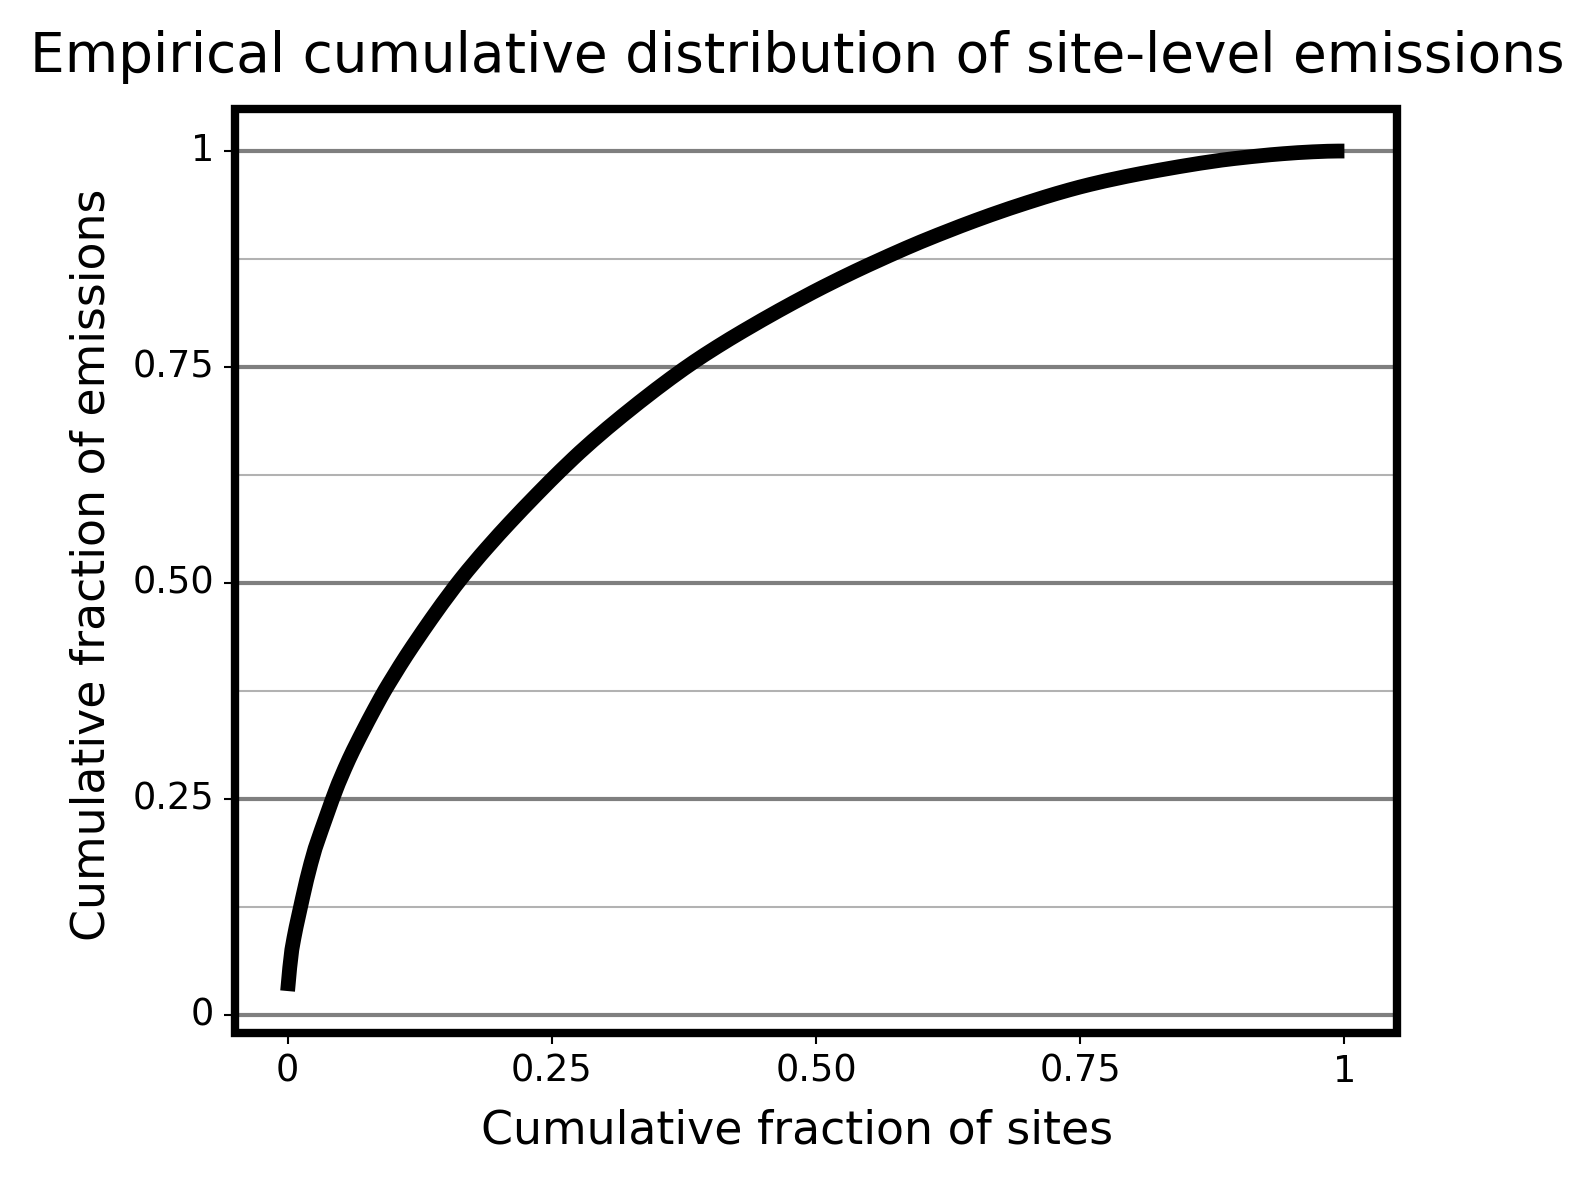 Empirical cumulative distribution of site-level emissions
Cumulative fraction of emissions
1
0.75
0.50
0.25
0
0 0.25 0.50 0.75 1
Cumulative fraction of sites